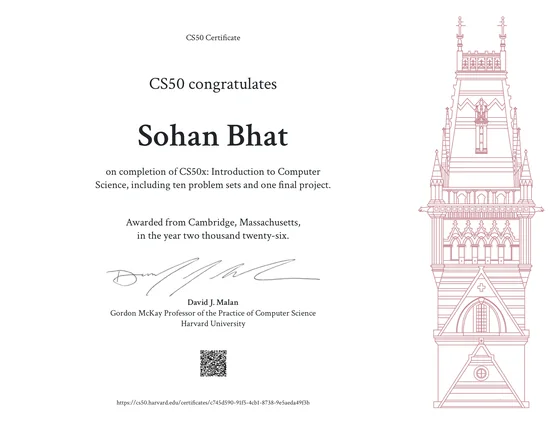 CS50 Certificate
CS50 congratulates
Sohan Bhat
on completion of CS50x: Introduction to Computer
Science, including ten problem sets and one final project.
Awarded from Cambridge, Massachusetts,
in the year two thousand twenty-six.
David J. Malan
Gordon McKay Professor of the Practice of Computer Science
Harvard University
https://cs50.harvard.edu/certificates/c745d590-91f5-4cb1-8738-9e5aeda49f3b